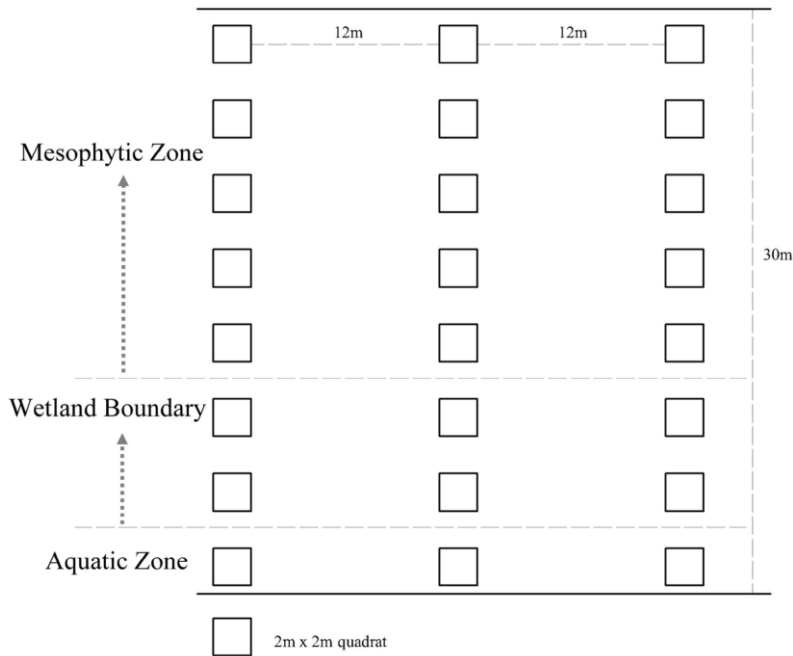 12m
12m
Mesophytic Zone
30m
Wetland Boundary
Aquatic Zone
2m x 2m quadrat